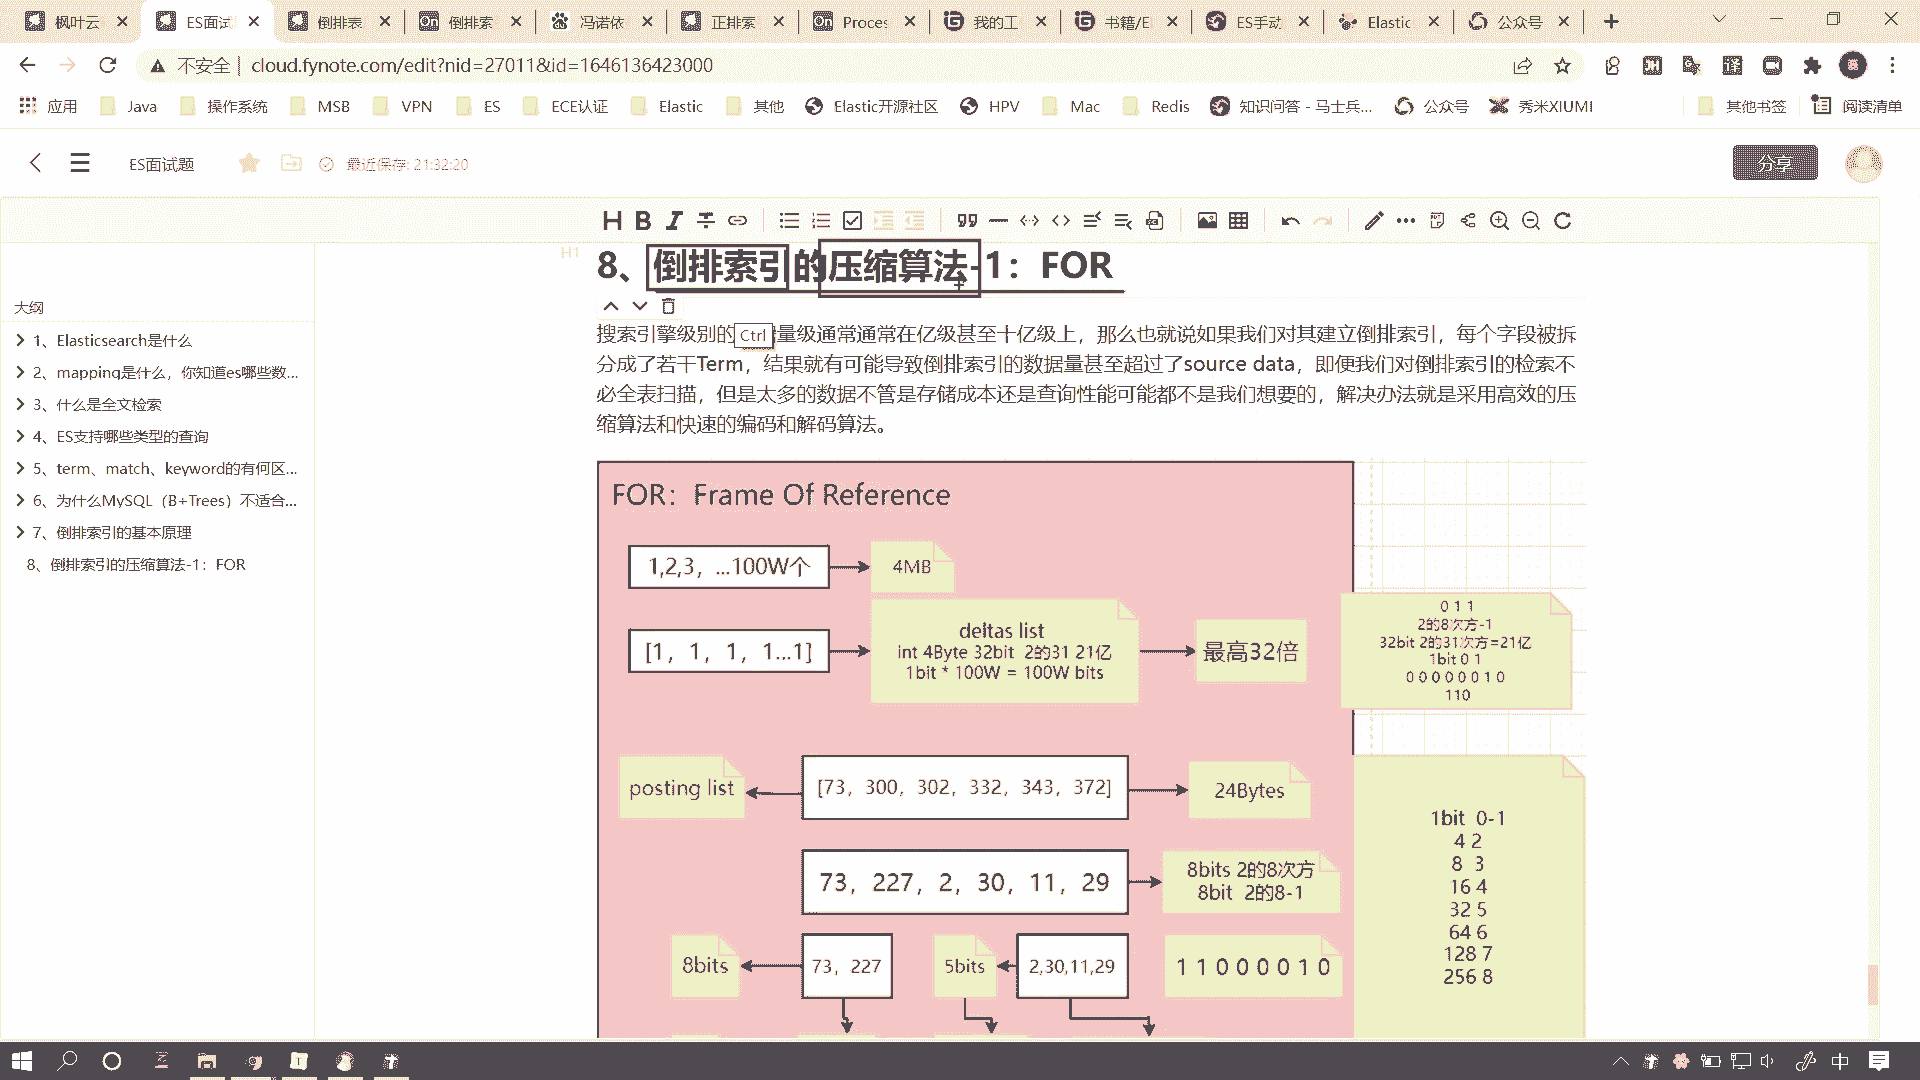 枫叶云
ES面试
倒排表
倒排索
冯诺依
正排索
Proces
我的工
书籍/E
ES手动
Elastic
公众号
不安全 | cloud.fynote.com/edit?nid=27011&id=1646136423000
应用 Java 操作系统 MSB VPN ES ECE认证 Elastic 其他 Elastic开源社区 HPV Mac Redis 知识问答 - 马士兵... 公众号 秀米XIUMI 其他书签 阅读清单
ES面试题 最近保存: 21:32:20 分享
大纲
1、Elasticsearch是什么
2、mapping是什么，你知道es哪些数...
3、什么是全文检索
4、ES支持哪些类型的查询
5、term、match、keyword的有何区...
6、为什么MySQL（B+Trees）不适合...
7、倒排索引的基本原理
8、倒排索引的压缩算法-1：FOR
H1
8、倒排索引的压缩算法-1：FOR
搜索引擎级别的 量级通常通常在亿级甚至十亿级上，那么也就说如果我们对其建立倒排索引，每个字段被拆
Ctrl
分成了若干Term，结果就有可能导致倒排索引的数据量甚至超过了source data，即便我们对倒排索引的检索不
必全表扫描，但是太多的数据不管是存储成本还是查询性能可能都不是我们想要的，解决办法就是采用高效的压
缩算法和快速的编码和解码算法。
FOR：Frame Of Reference
1,2,3，...100W个
4MB
[1，1，1，1...1]
deltas list
int 4Byte 32bit 2的31 21亿
1bit * 100W = 100W bits
最高32倍
0 1 1
2的8次方-1
32bit 2的31次方=21亿
1bit 0 1
0 0 0 0 0 0 1 0
110
posting list
[73，300，302，332，343，372]
24Bytes
73，227，2，30，11，29
8bits 2的8次方
8bit 2的8-1
8bits
73，227
5bits
2,30,11,29
1 1 0 0 0 0 1 0
1bit 0-1
4 2
8 3
16 4
32 5
64 6
128 7
256 8
中